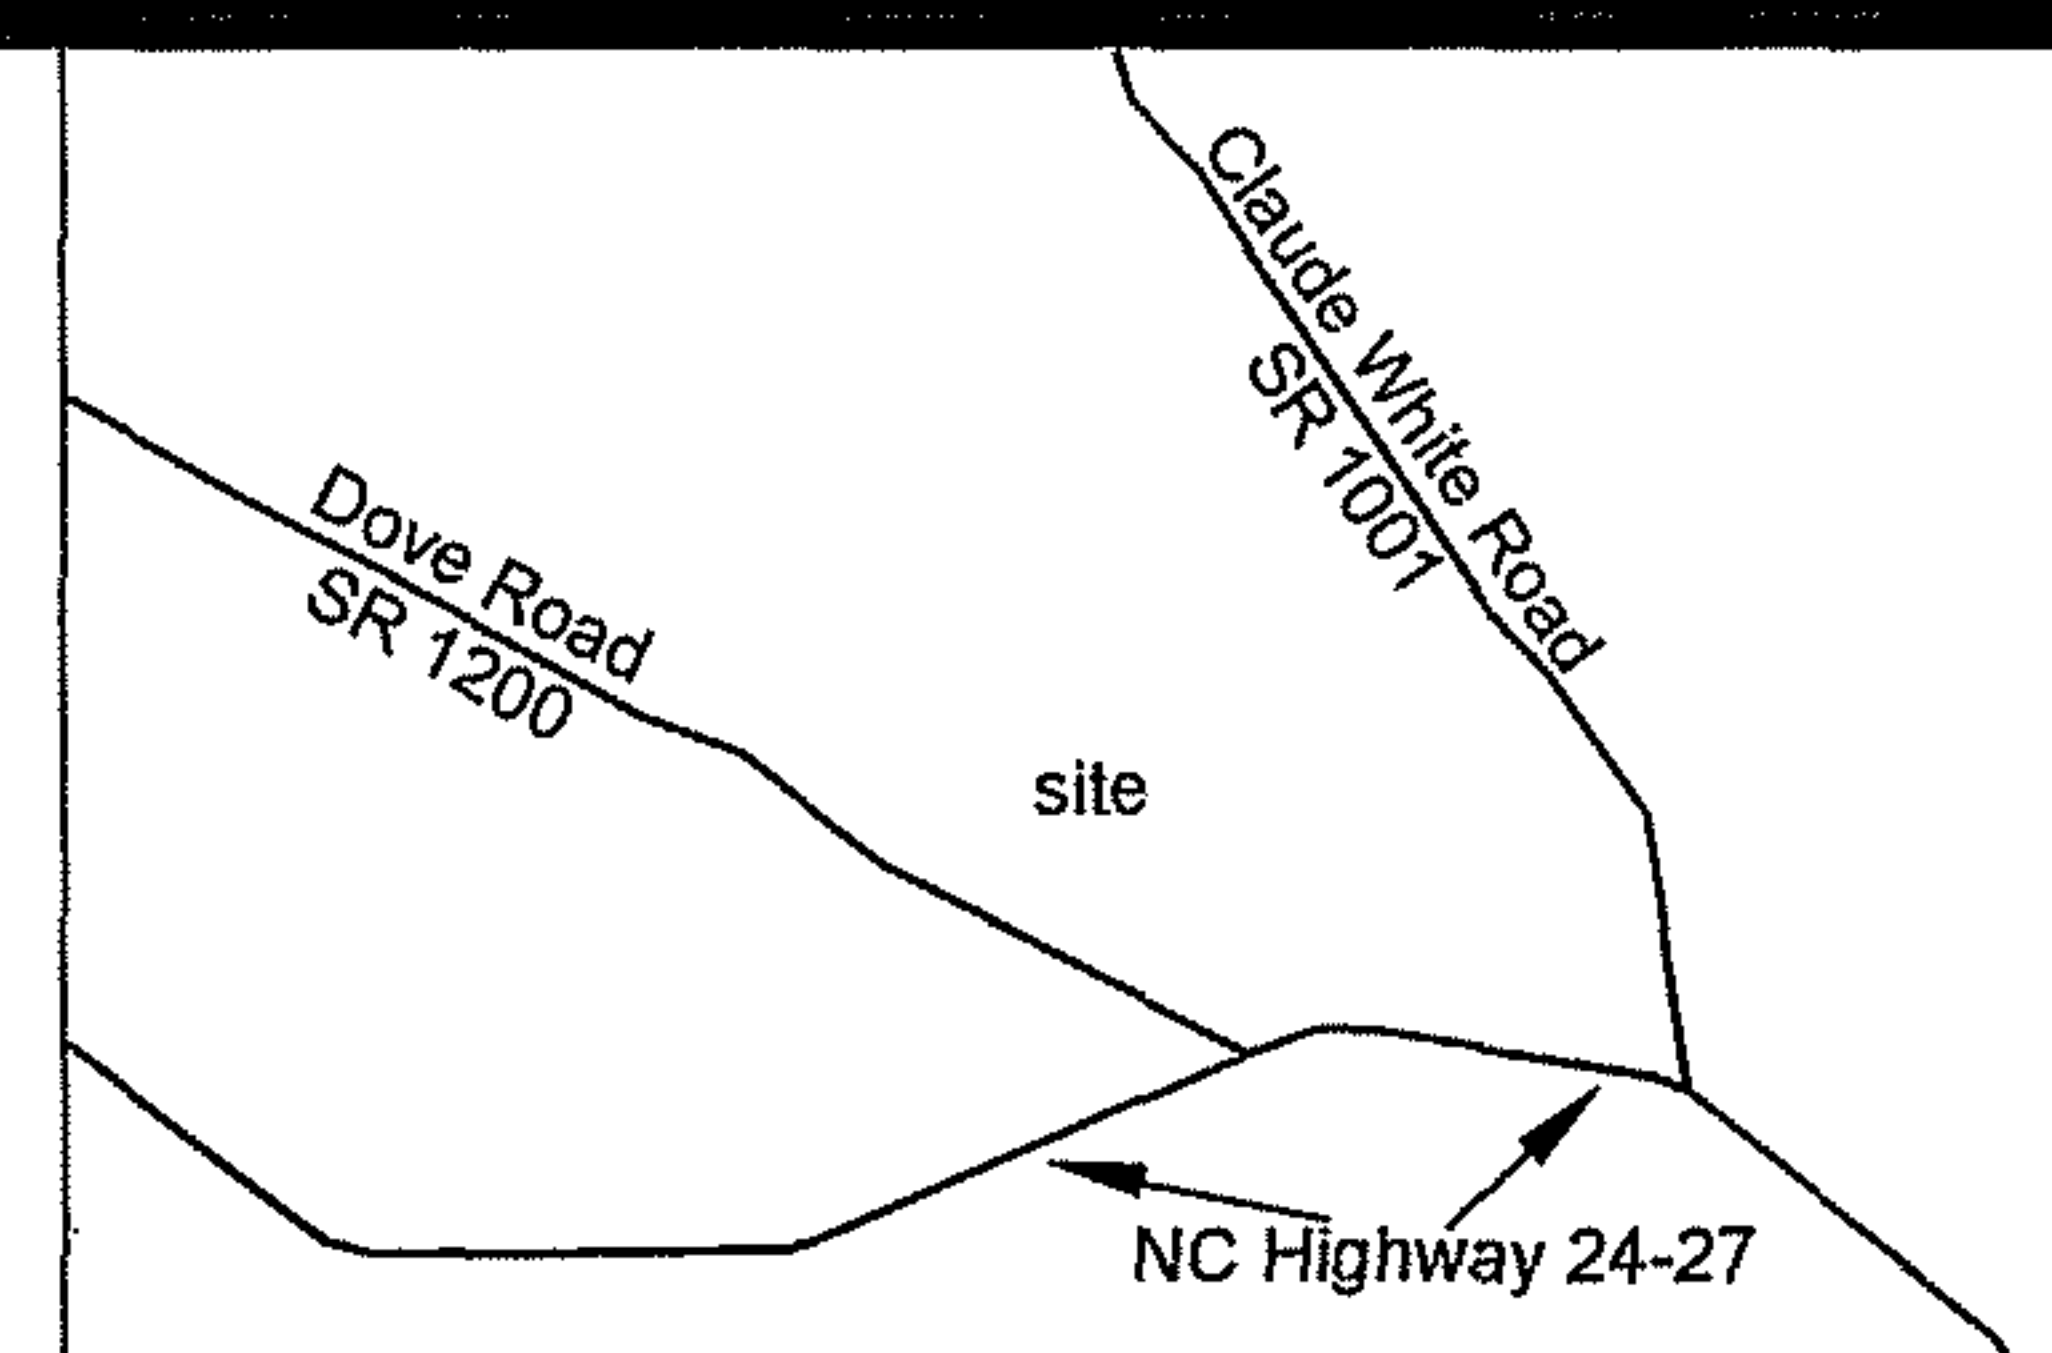 Claude White Road
SR 1001
Dove Road
SR 1200
site
NC Highway 24-27